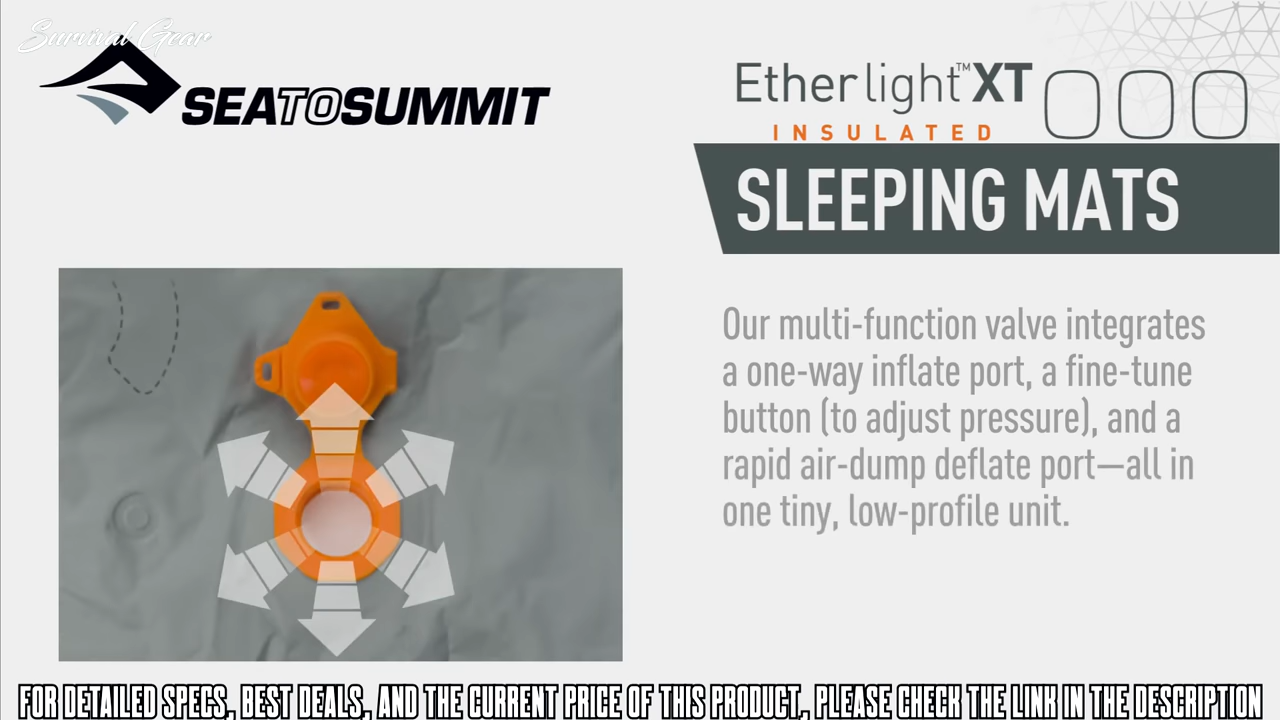 Survival Gear
SEATOSUMMIT
Etherlight™XT
INSULATED
SLEEPING MATS
Our multi-function valve integrates
a one-way inflate port, a fine-tune
button (to adjust pressure), and a
rapid air-dump deflate port—all in
one tiny, low-profile unit.
FOR DETAILED SPECS, BEST DEALS, AND THE CURRENT PRICE OF THIS PRODUCT, PLEASE CHECK THE LINK IN THE DESCRIPTION